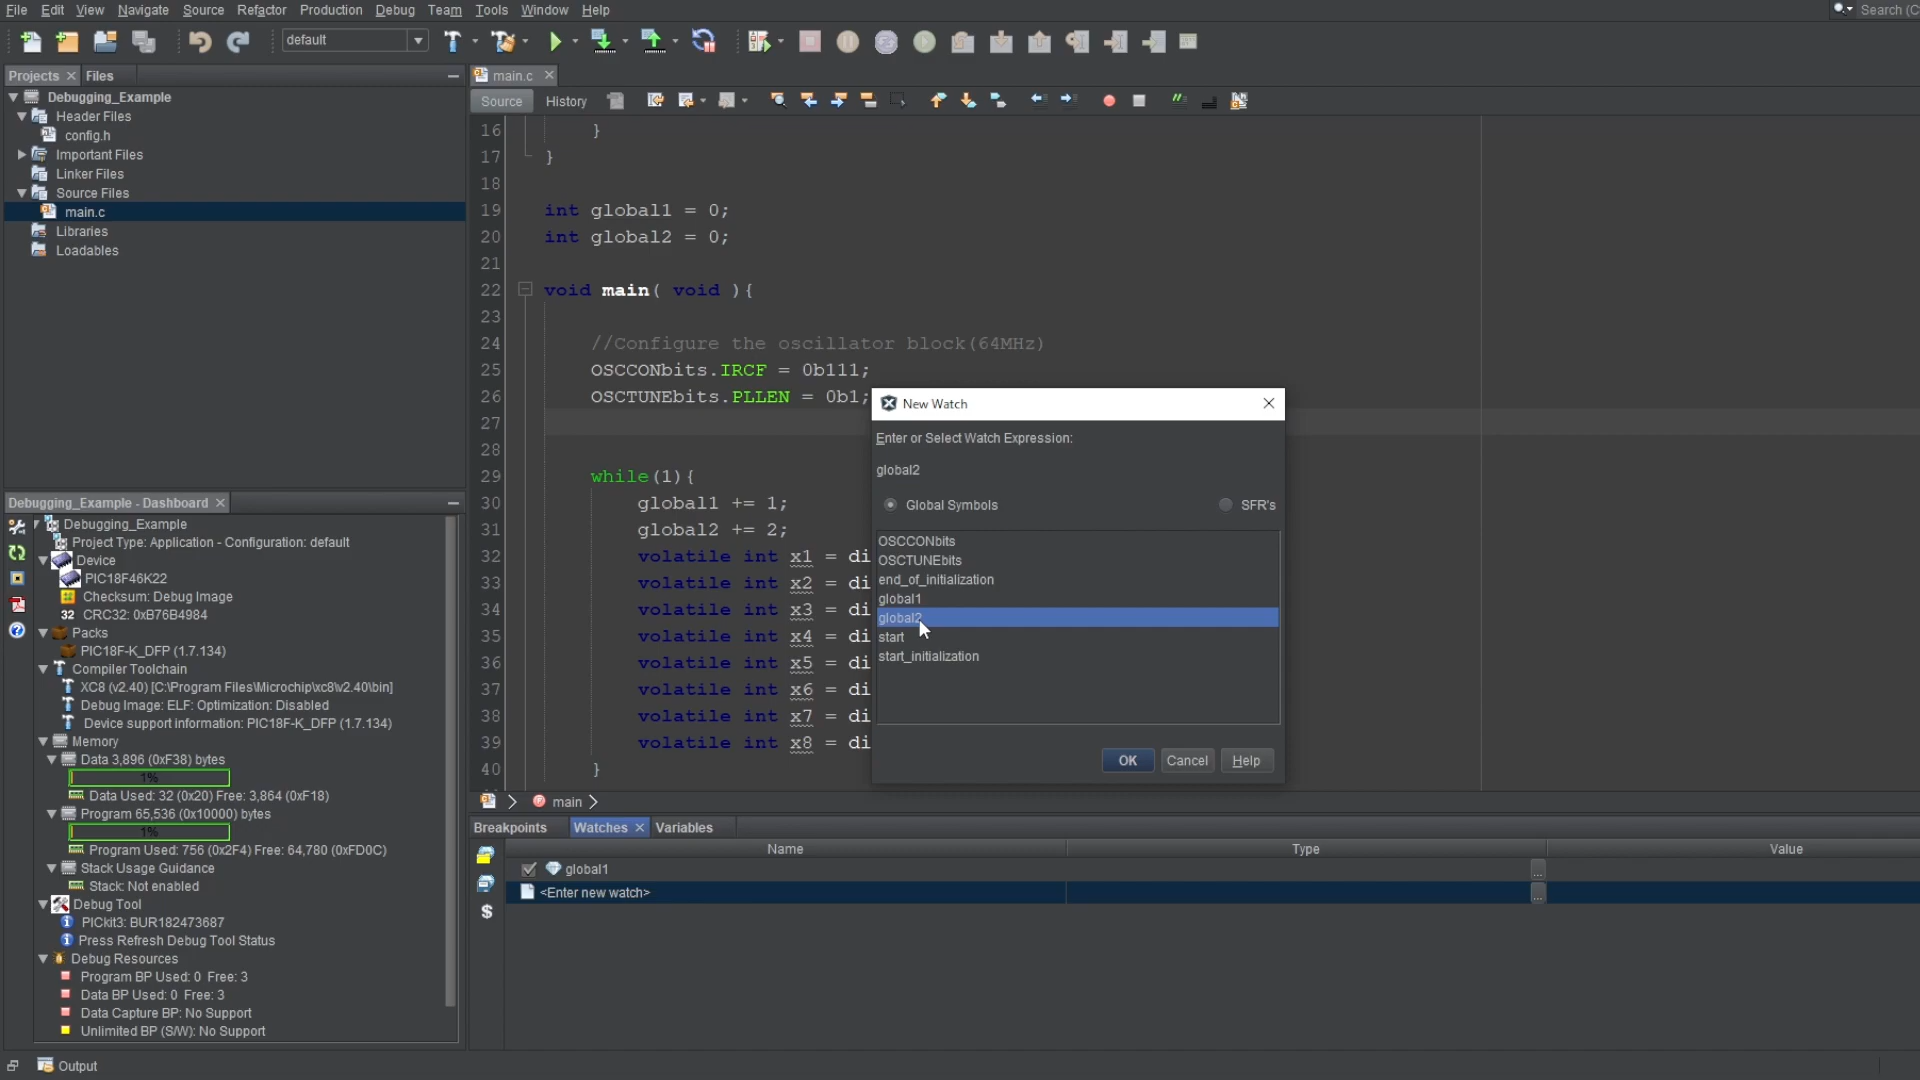 File Edit View Navigate Source Refactor Production Debug Team Tools Window Help
Search (C
default
Projects Files
Debugging_Example
Header Files
config.h
Important Files
Linker Files
Source Files
main.c
Libraries
Loadables
Debugging_Example - Dashboard
Debugging_Example
Project Type: Application - Configuration: default
Device
PIC18F46K22
Checksum: Debug Image
32 CRC32: 0xB76B4984
Packs
PIC18F-K_DFP (1.7.134)
Compiler Toolchain
XC8 (v2.40) [C:\Program Files\Microchip\xc8\v2.40\bin]
Debug Image: ELF: Optimization: Disabled
Device support information: PIC18F-K_DFP (1.7.134)
Memory
Data 3,896 (0xF38) bytes
1%
Data Used: 32 (0x20) Free: 3,864 (0xF18)
Program 65,536 (0x10000) bytes
1%
Program Used: 756 (0x2F4) Free: 64,780 (0xFD0C)
Stack Usage Guidance
Stack: Not enabled
Debug Tool
PICkit3: BUR182473687
Press Refresh Debug Tool Status
Debug Resources
Program BP Used: 0 Free: 3
Data BP Used: 0 Free: 3
Data Capture BP: No Support
Unlimited BP (S/W): No Support
Output
main.c
Source History
16 }
17 }
18
19 int global1 = 0;
20 int global2 = 0;
21
22 void main( void ){
23
24 //Configure the oscillator block(64MHz)
25 OSCCONbits.IRCF = 0b111;
26 OSCTUNEbits.PLLEN = 0b1;
27
28
29 while(1){
30 global1 += 1;
31 global2 += 2;
32 volatile int x1 = di
33 volatile int x2 = di
34 volatile int x3 = di
35 volatile int x4 = di
36 volatile int x5 = di
37 volatile int x6 = di
38 volatile int x7 = di
39 volatile int x8 = di
40 }
main
New Watch
Enter or Select Watch Expression:
global2
Global Symbols SFR's
OSCCONbits
OSCTUNEbits
end_of_initialization
global1
global2
start
start_initialization
OK Cancel Help
Breakpoints Watches Variables
Name Type Value
global1 ...
<Enter new watch> ...